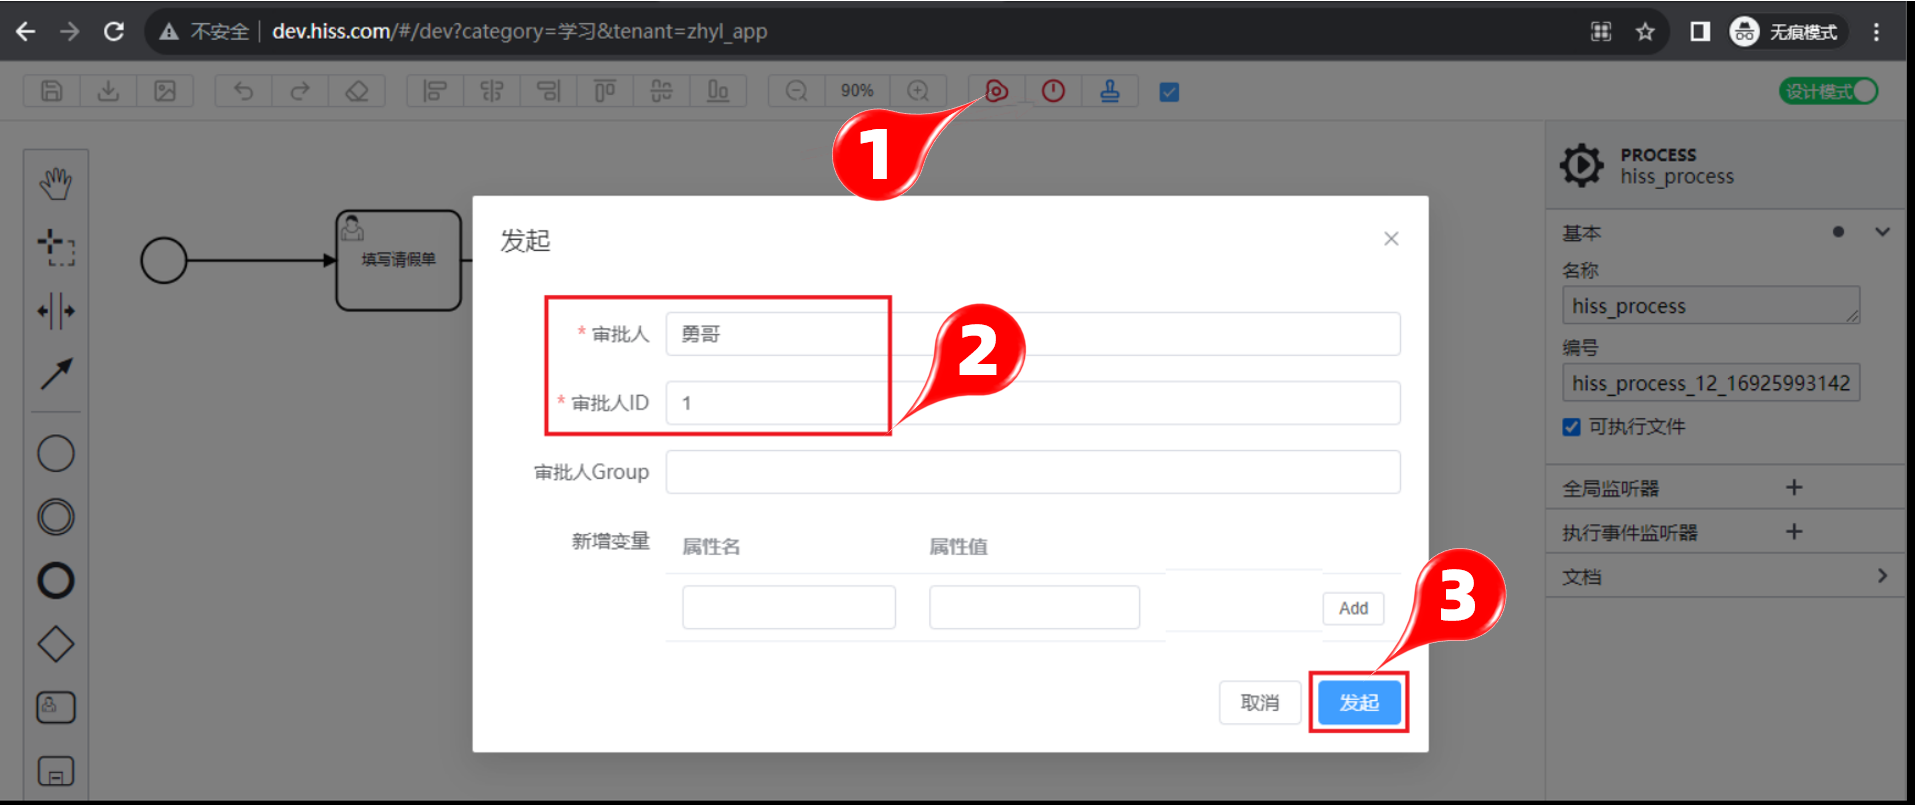 不安全 dev.hiss.com/#/dev?category=学习&tenant=zhyl_app 无痕模式
90% 设计模式
1
PROCESS
hiss_process
填写请假单
发起
基本
名称
hiss_process
* 审批人 勇哥
2
编号
hiss_process_12_16925993142
* 审批人ID 1
可执行文件
审批人Group
全局监听器
新增变量 属性名 属性值
执行事件监听器
文档
Add
3
取消 发起